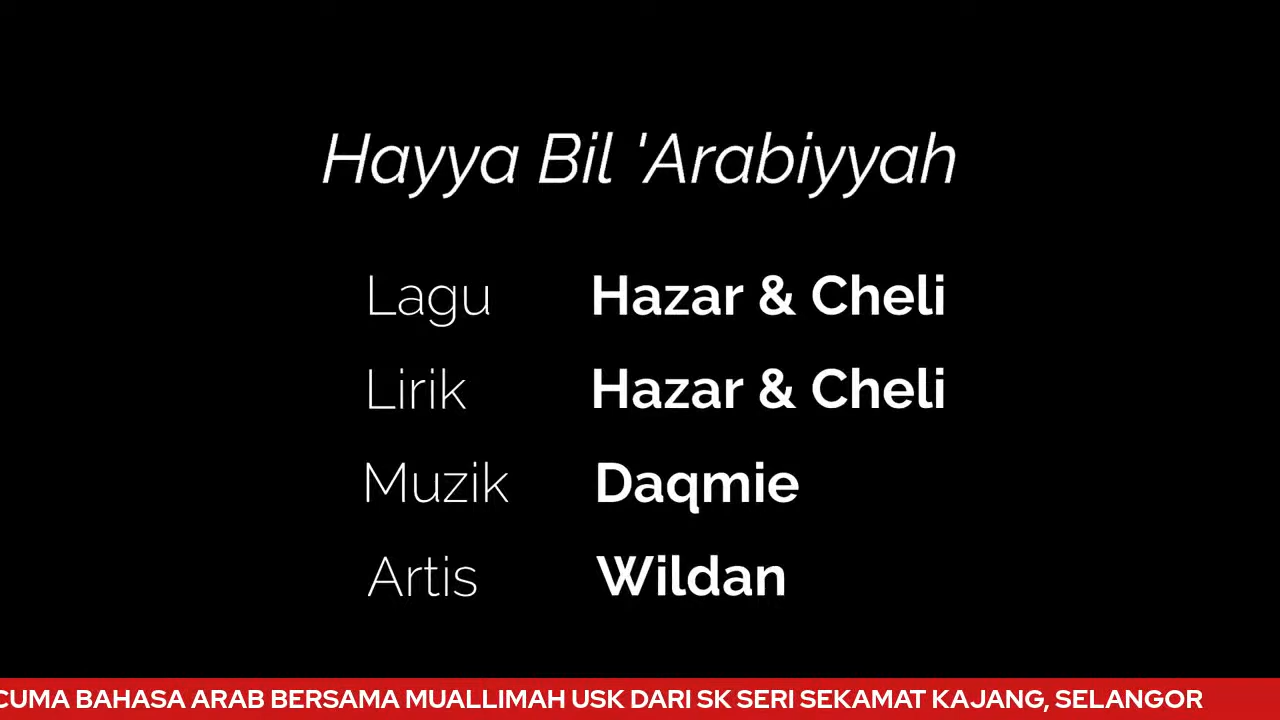 Hayya Bil 'Arabiyyah
Lagu Hazar & Cheli
Lirik Hazar & Cheli
Muzik Daqmie
Artis Wildan
CUMA BAHASA ARAB BERSAMA MUALLIMAH USK DARI SK SERI SEKAMAT KAJANG, SELANGOR